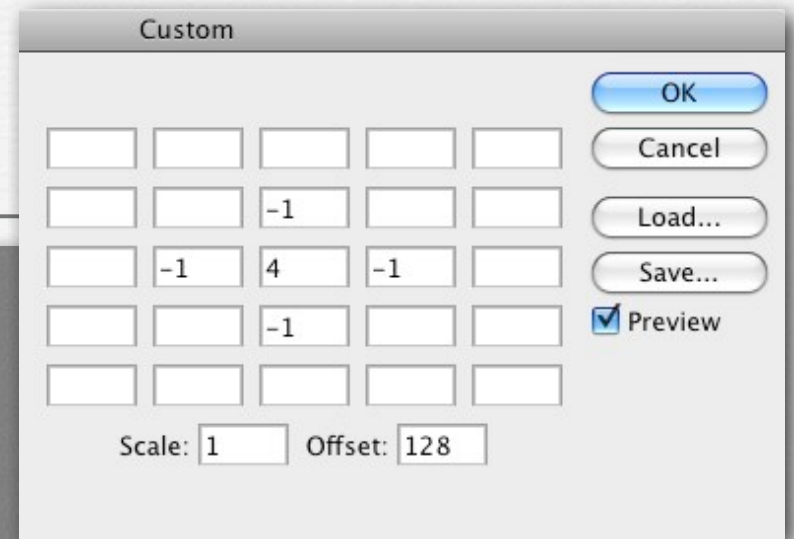 Custom
OK
Cancel
-1
Load...
-1 4 -1
Save...
-1
Preview
Scale: 1 Offset: 128